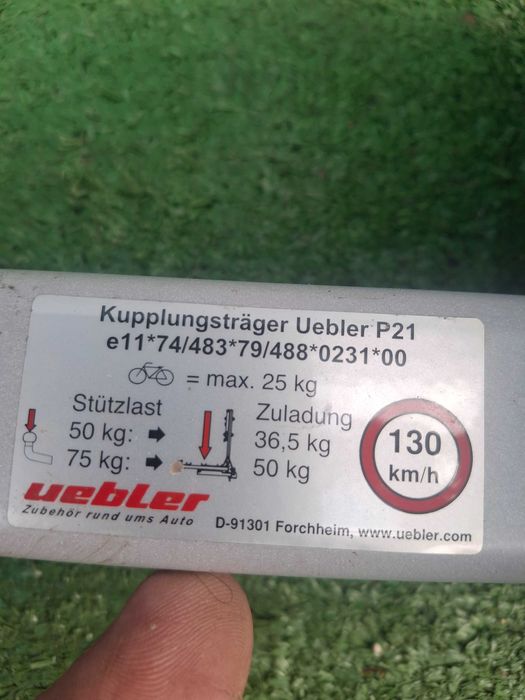 Kupplungsträger Uebler P21
e11*74/483*79/488*0231*00
= max. 25 kg
Stützlast Zuladung
50 kg: 36,5 kg
75 kg: 50 kg
130
km/h
uebler
Zubehör rund ums Auto
D-91301 Forchheim, www.uebler.com